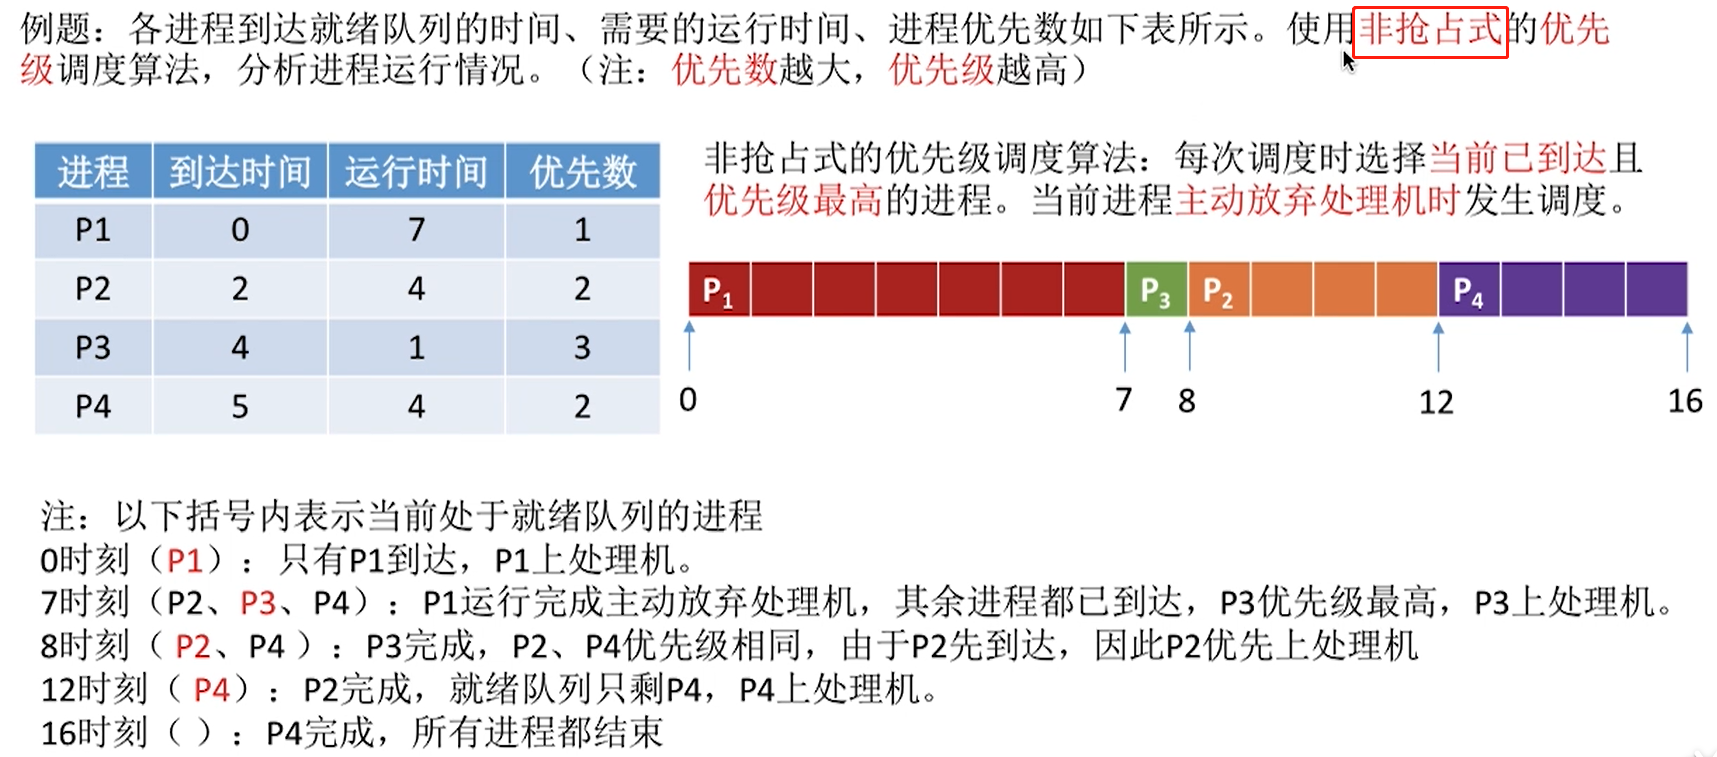 例题：各进程到达就绪队列的时间、需要的运行时间、进程优先数如下表所示。使用非抢占式的优先
级调度算法，分析进程运行情况。（注：优先数越大，优先级越高）
进程 到达时间 运行时间 优先数
P1 0 7 1
P2 2 4 2
P3 4 1 3
P4 5 4 2
非抢占式的优先级调度算法：每次调度时选择当前已到达且
优先级最高的进程。当前进程主动放弃处理机时发生调度。
P1 P3 P2 P4
0 7 8 12 16
注：以下括号内表示当前处于就绪队列的进程
0时刻（P1）：只有P1到达，P1上处理机。
7时刻（P2、P3、P4）：P1运行完成主动放弃处理机，其余进程都已到达，P3优先级最高，P3上处理机。
8时刻（ P2、P4 ）：P3完成，P2、P4优先级相同，由于P2先到达，因此P2优先上处理机
12时刻（ P4）：P2完成，就绪队列只剩P4，P4上处理机。
16时刻（ ）：P4完成，所有进程都结束